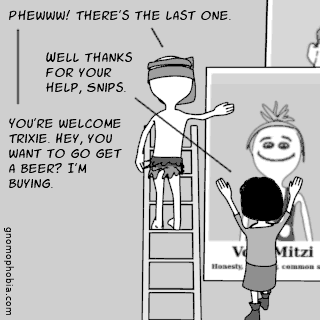 PHEWWW! THERE'S THE LAST ONE.
WELL THANKS
FOR YOUR
HELP, SNIPS.
YOU'RE WELCOME
TRIXIE. HEY, YOU
WANT TO GO GET
A BEER? I'M
BUYING.
Mitzi
Honesty, common
gnomophobia.com